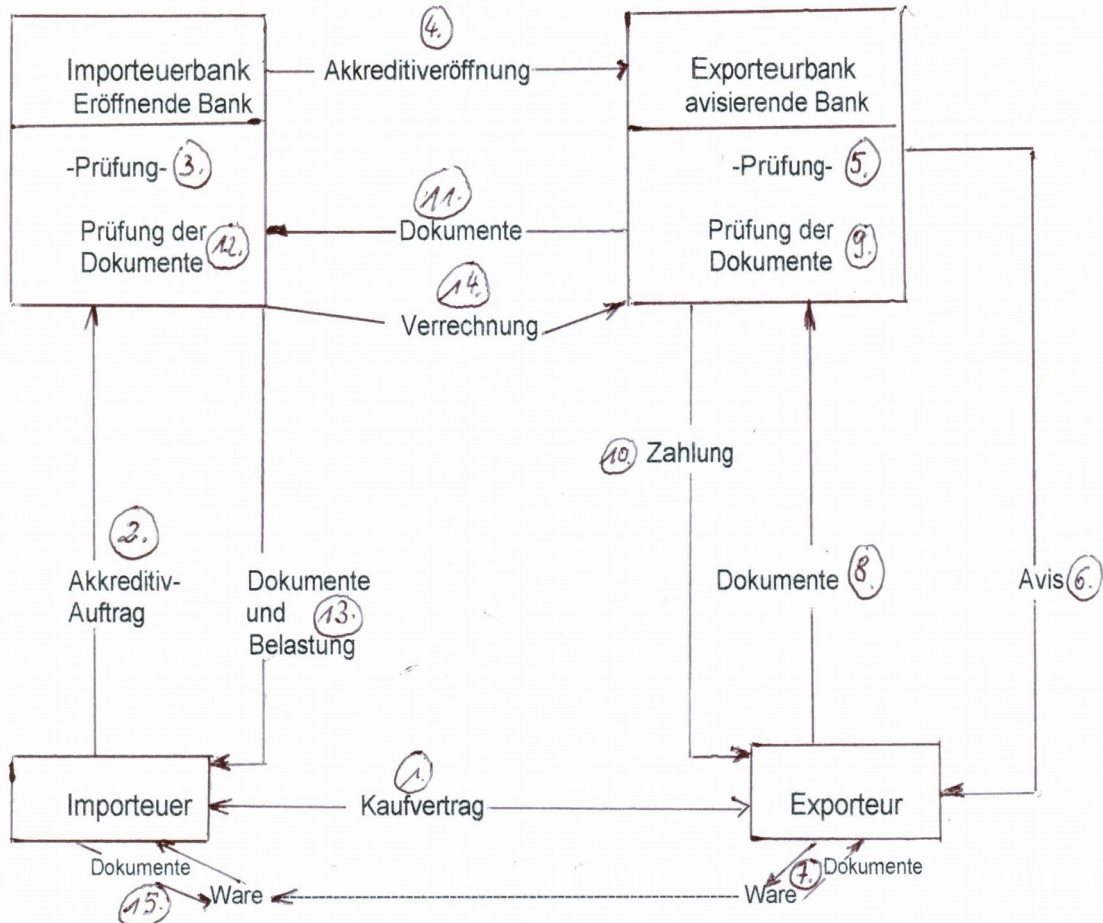 4.
Importeuerbank
Eröffnende Bank
Akkreditiveröffnung
Exporteurbank
avisierende Bank
-Prüfung- 3.
-Prüfung- 5.
11.
Prüfung der
Dokumente 12.
Dokumente
Prüfung der
Dokumente 9.
14.
Verrechnung
10. Zahlung
2.
Akkreditiv-
Auftrag
Dokumente
und 13.
Belastung
Dokumente 8.
Avis 6.
1.
Importeuer
Kaufvertrag
Exporteur
Dokumente
15. Ware
Ware
7. Dokumente